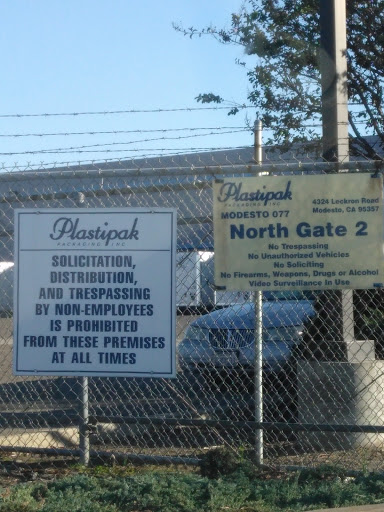 Plastipak
PACKAGING INC.
SOLICITATION,
DISTRIBUTION,
AND TRESPASSING
BY NON-EMPLOYEES
IS PROHIBITED
FROM THESE PREMISES
AT ALL TIMES
Plastipak
PACKAGING INC.
4324 Leckron Road
Modesto, CA 95357
MODESTO 077
North Gate 2
No Trespassing
No Unauthorized Vehicles
No Soliciting
No Firearms, Weapons, Drugs or Alcohol
Video Surveillance in Use